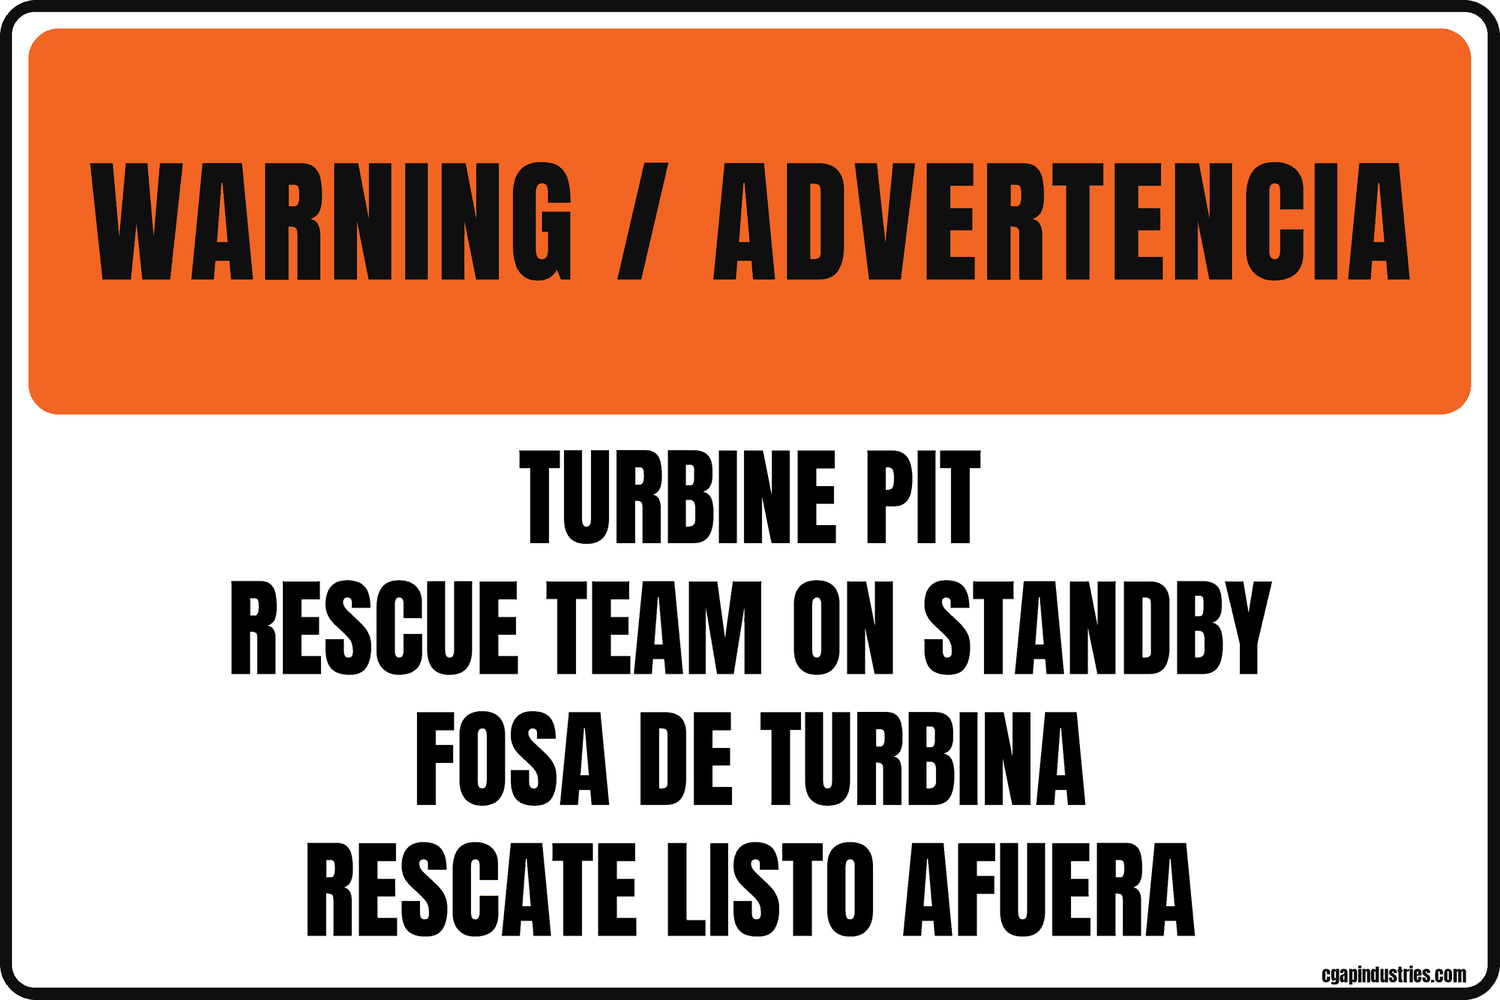 WARNING / ADVERTENCIA
TURBINE PIT
RESCUE TEAM ON STANDBY
FOSA DE TURBINA
RESCATE LISTO AFUERA
cgapindustries.com